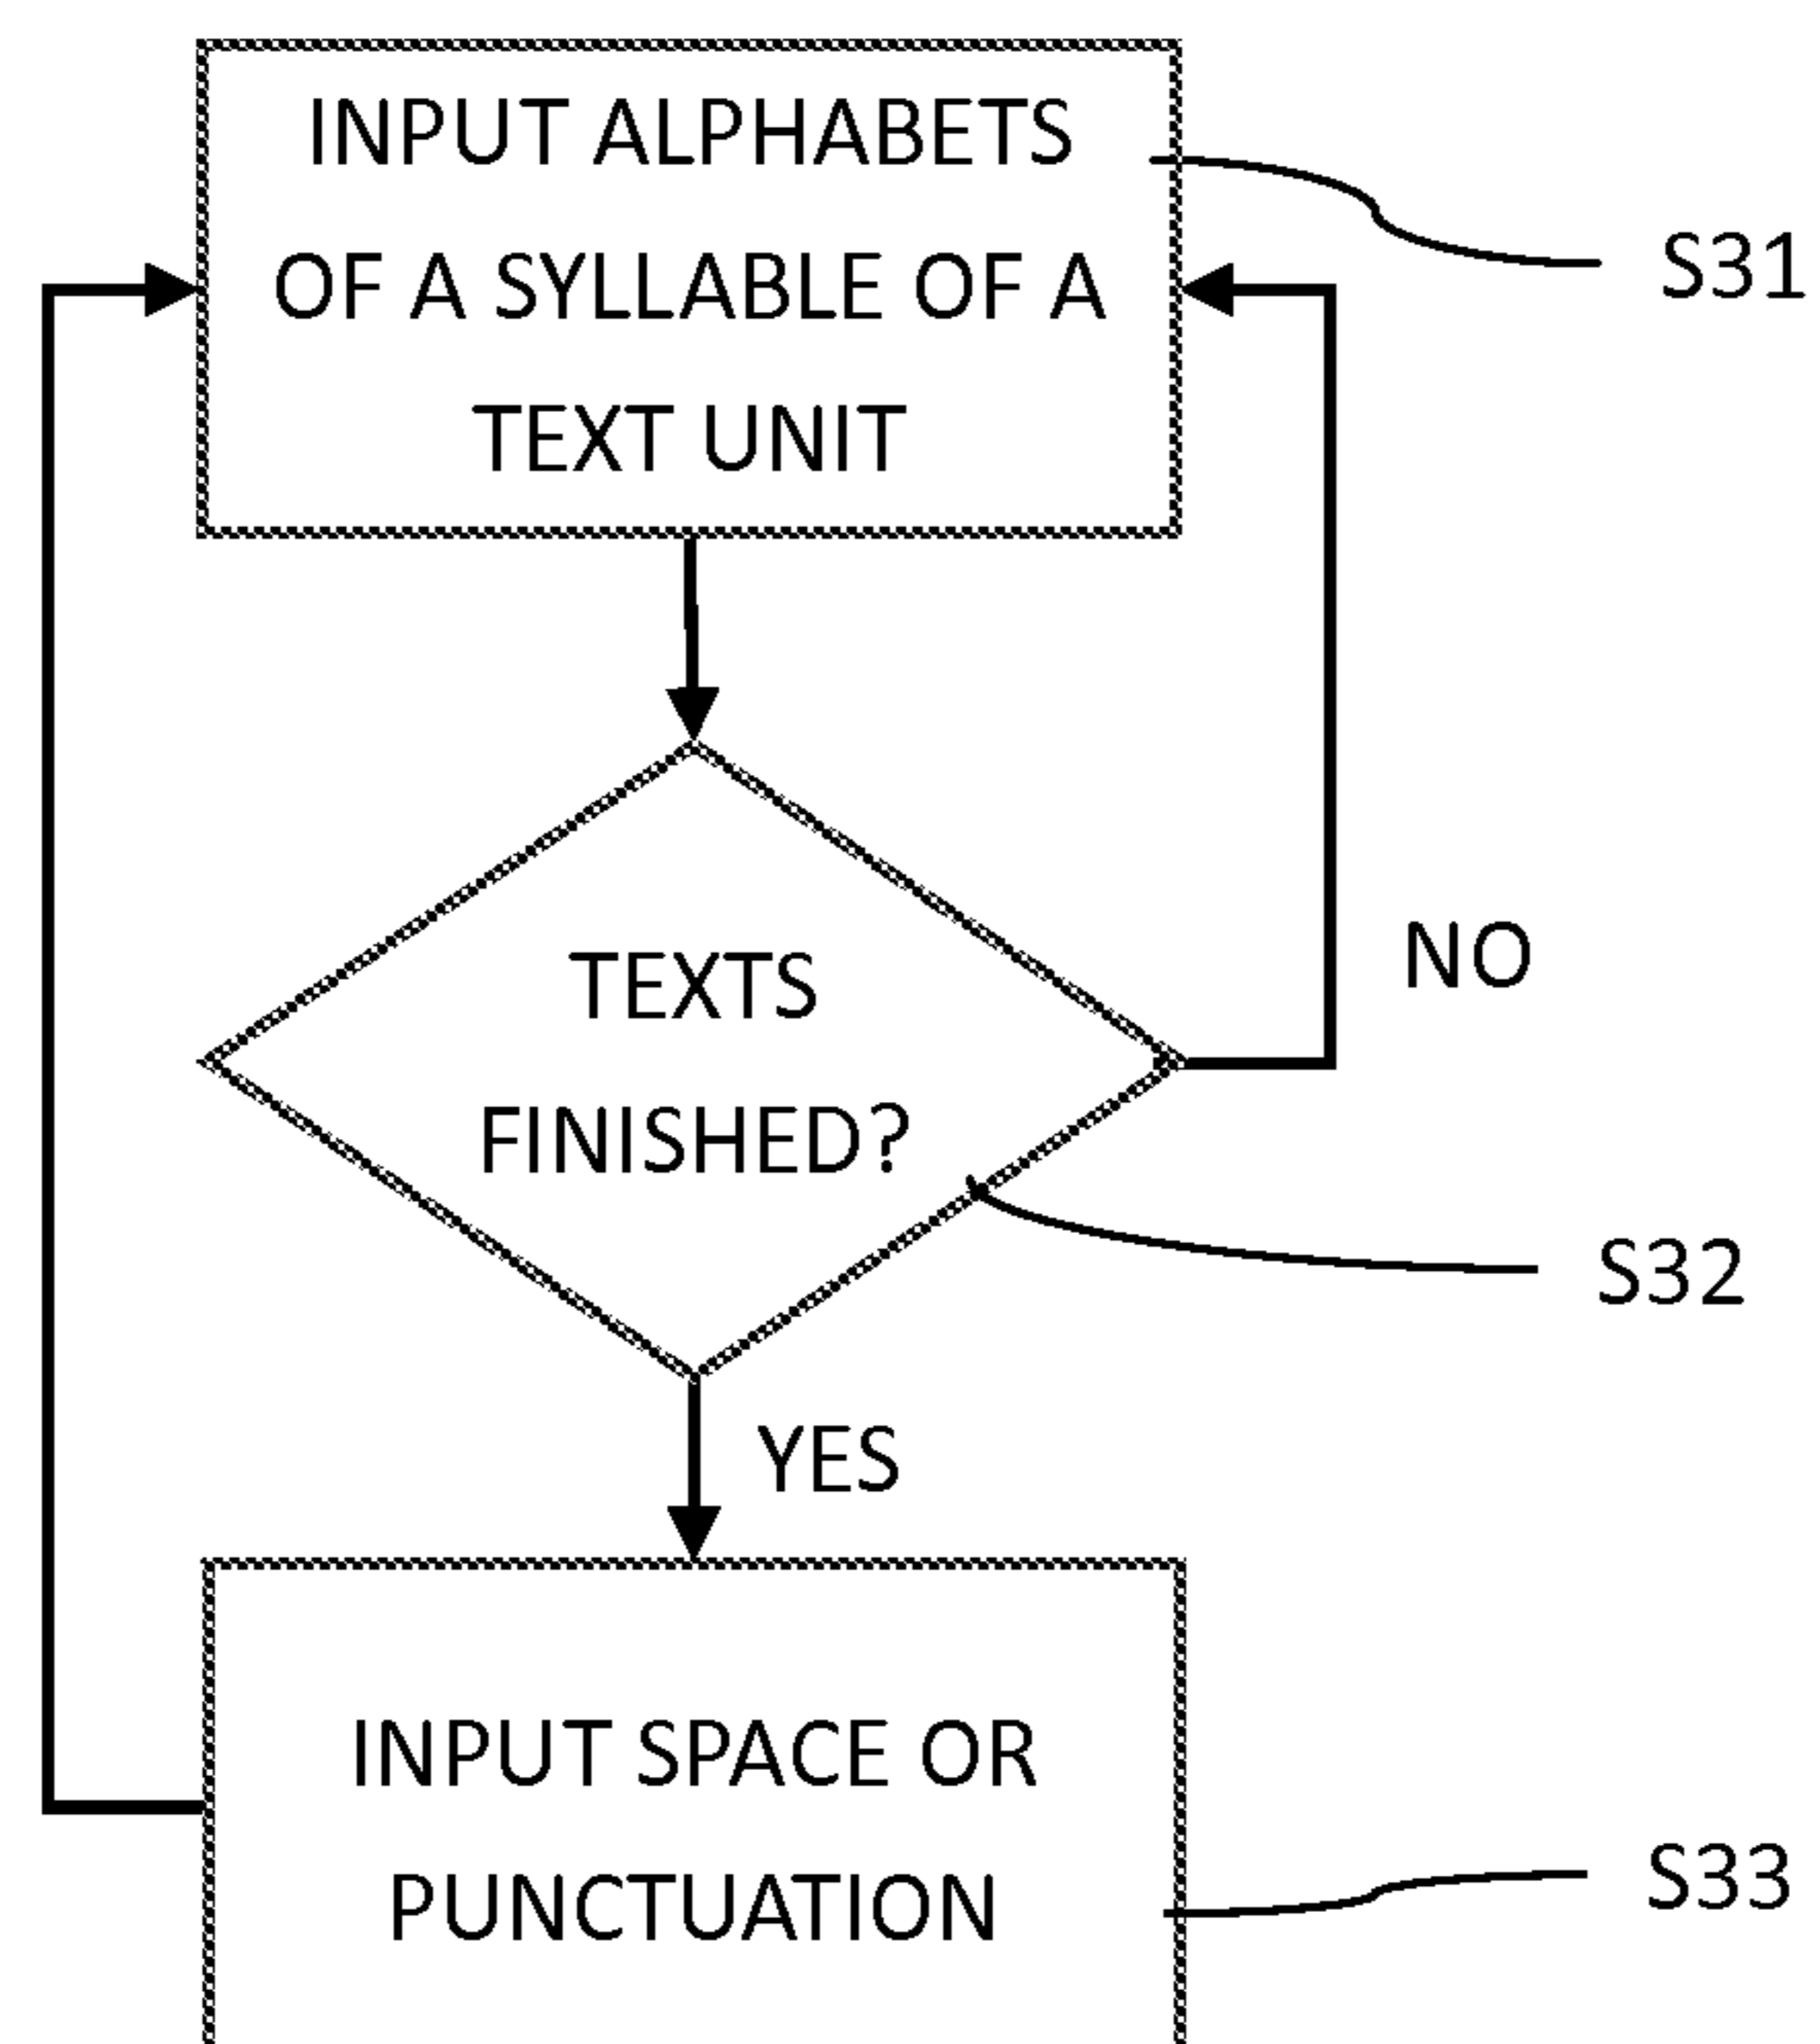 INPUT ALPHABETS
OF A SYLLABLE OF A
TEXT UNIT
S31
TEXTS
FINISHED?
NO
S32
YES
INPUT SPACE OR
PUNCTUATION
S33